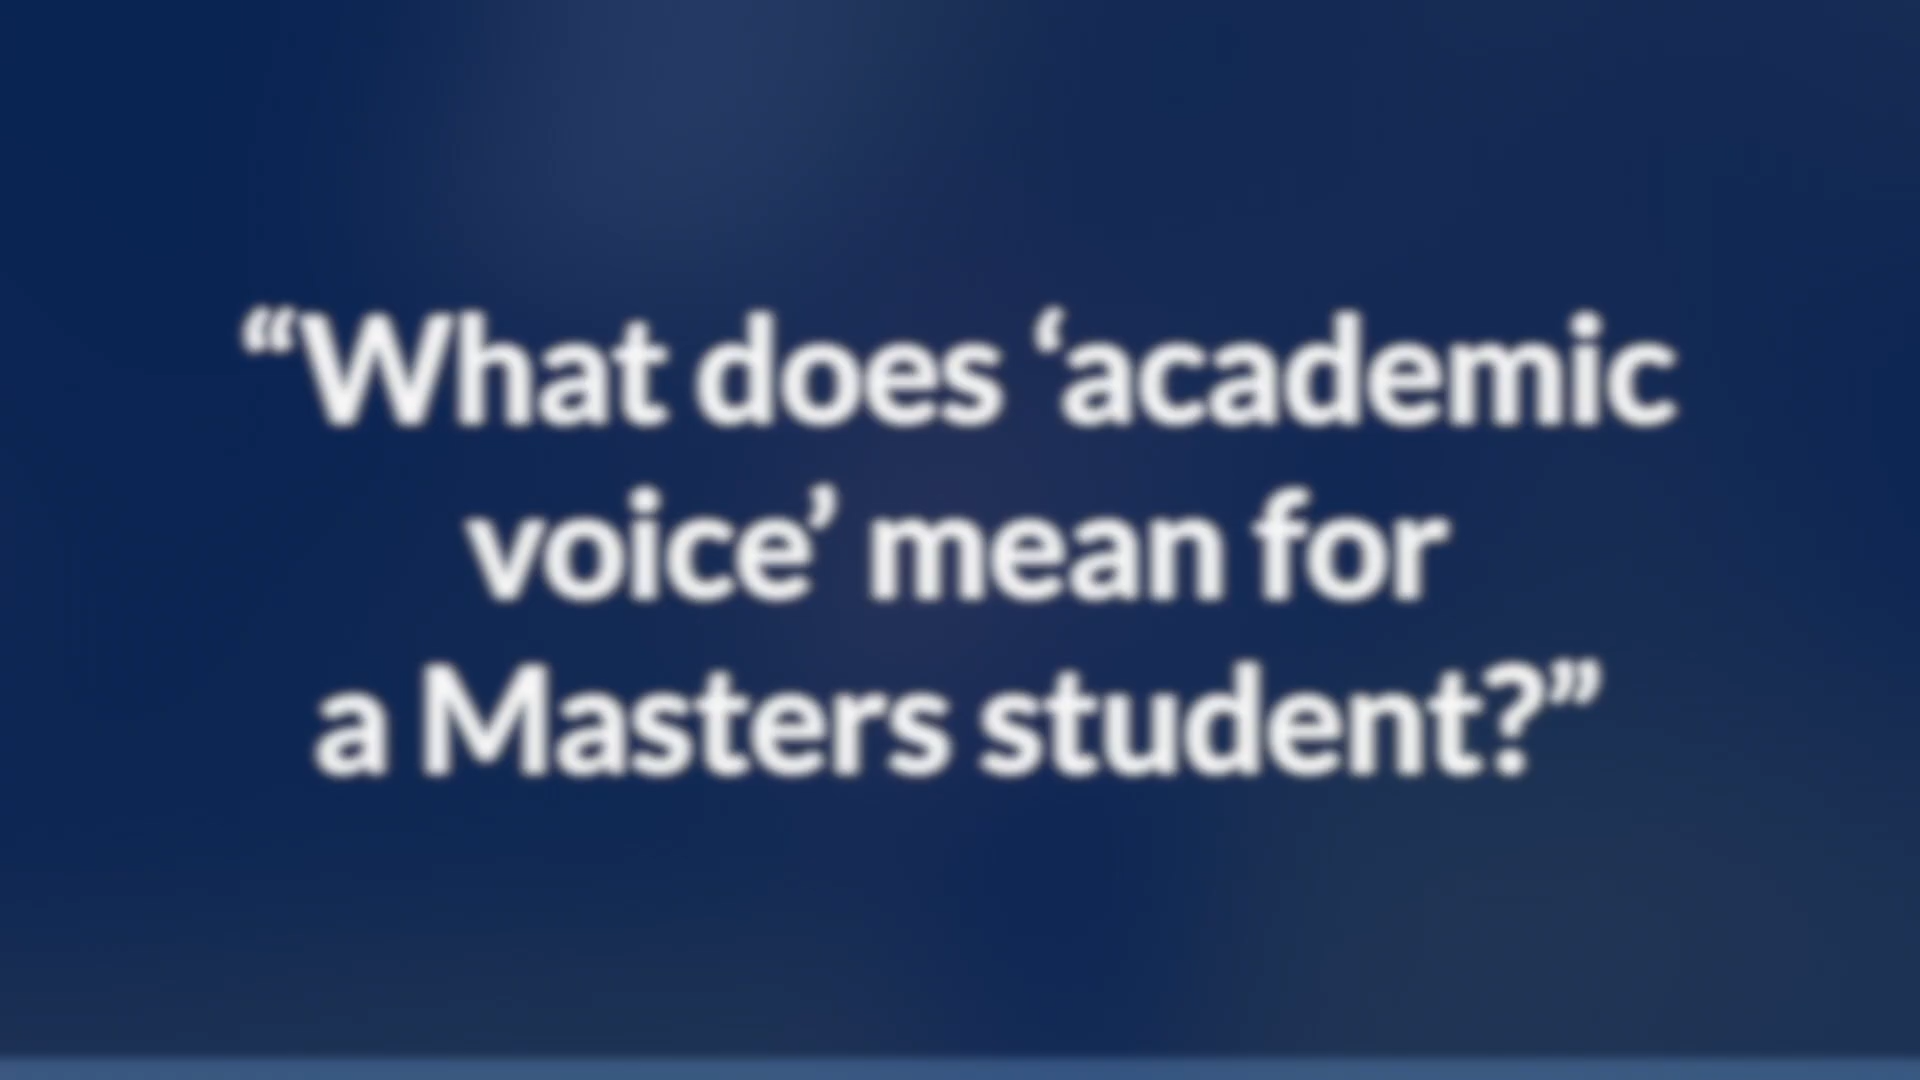 “What does ‘academic
voice’ mean for
a Masters student?”